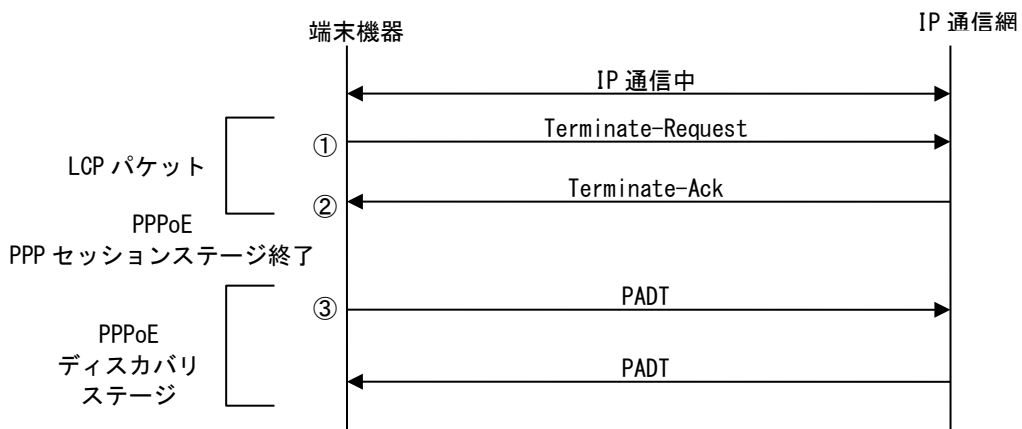 端末機器
IP 通信網
IP 通信中
LCP パケット
① Terminate-Request
② Terminate-Ack
PPPoE
PPP セッションステージ終了
③ PADT
PPPoE
ディスカバリ
ステージ
PADT